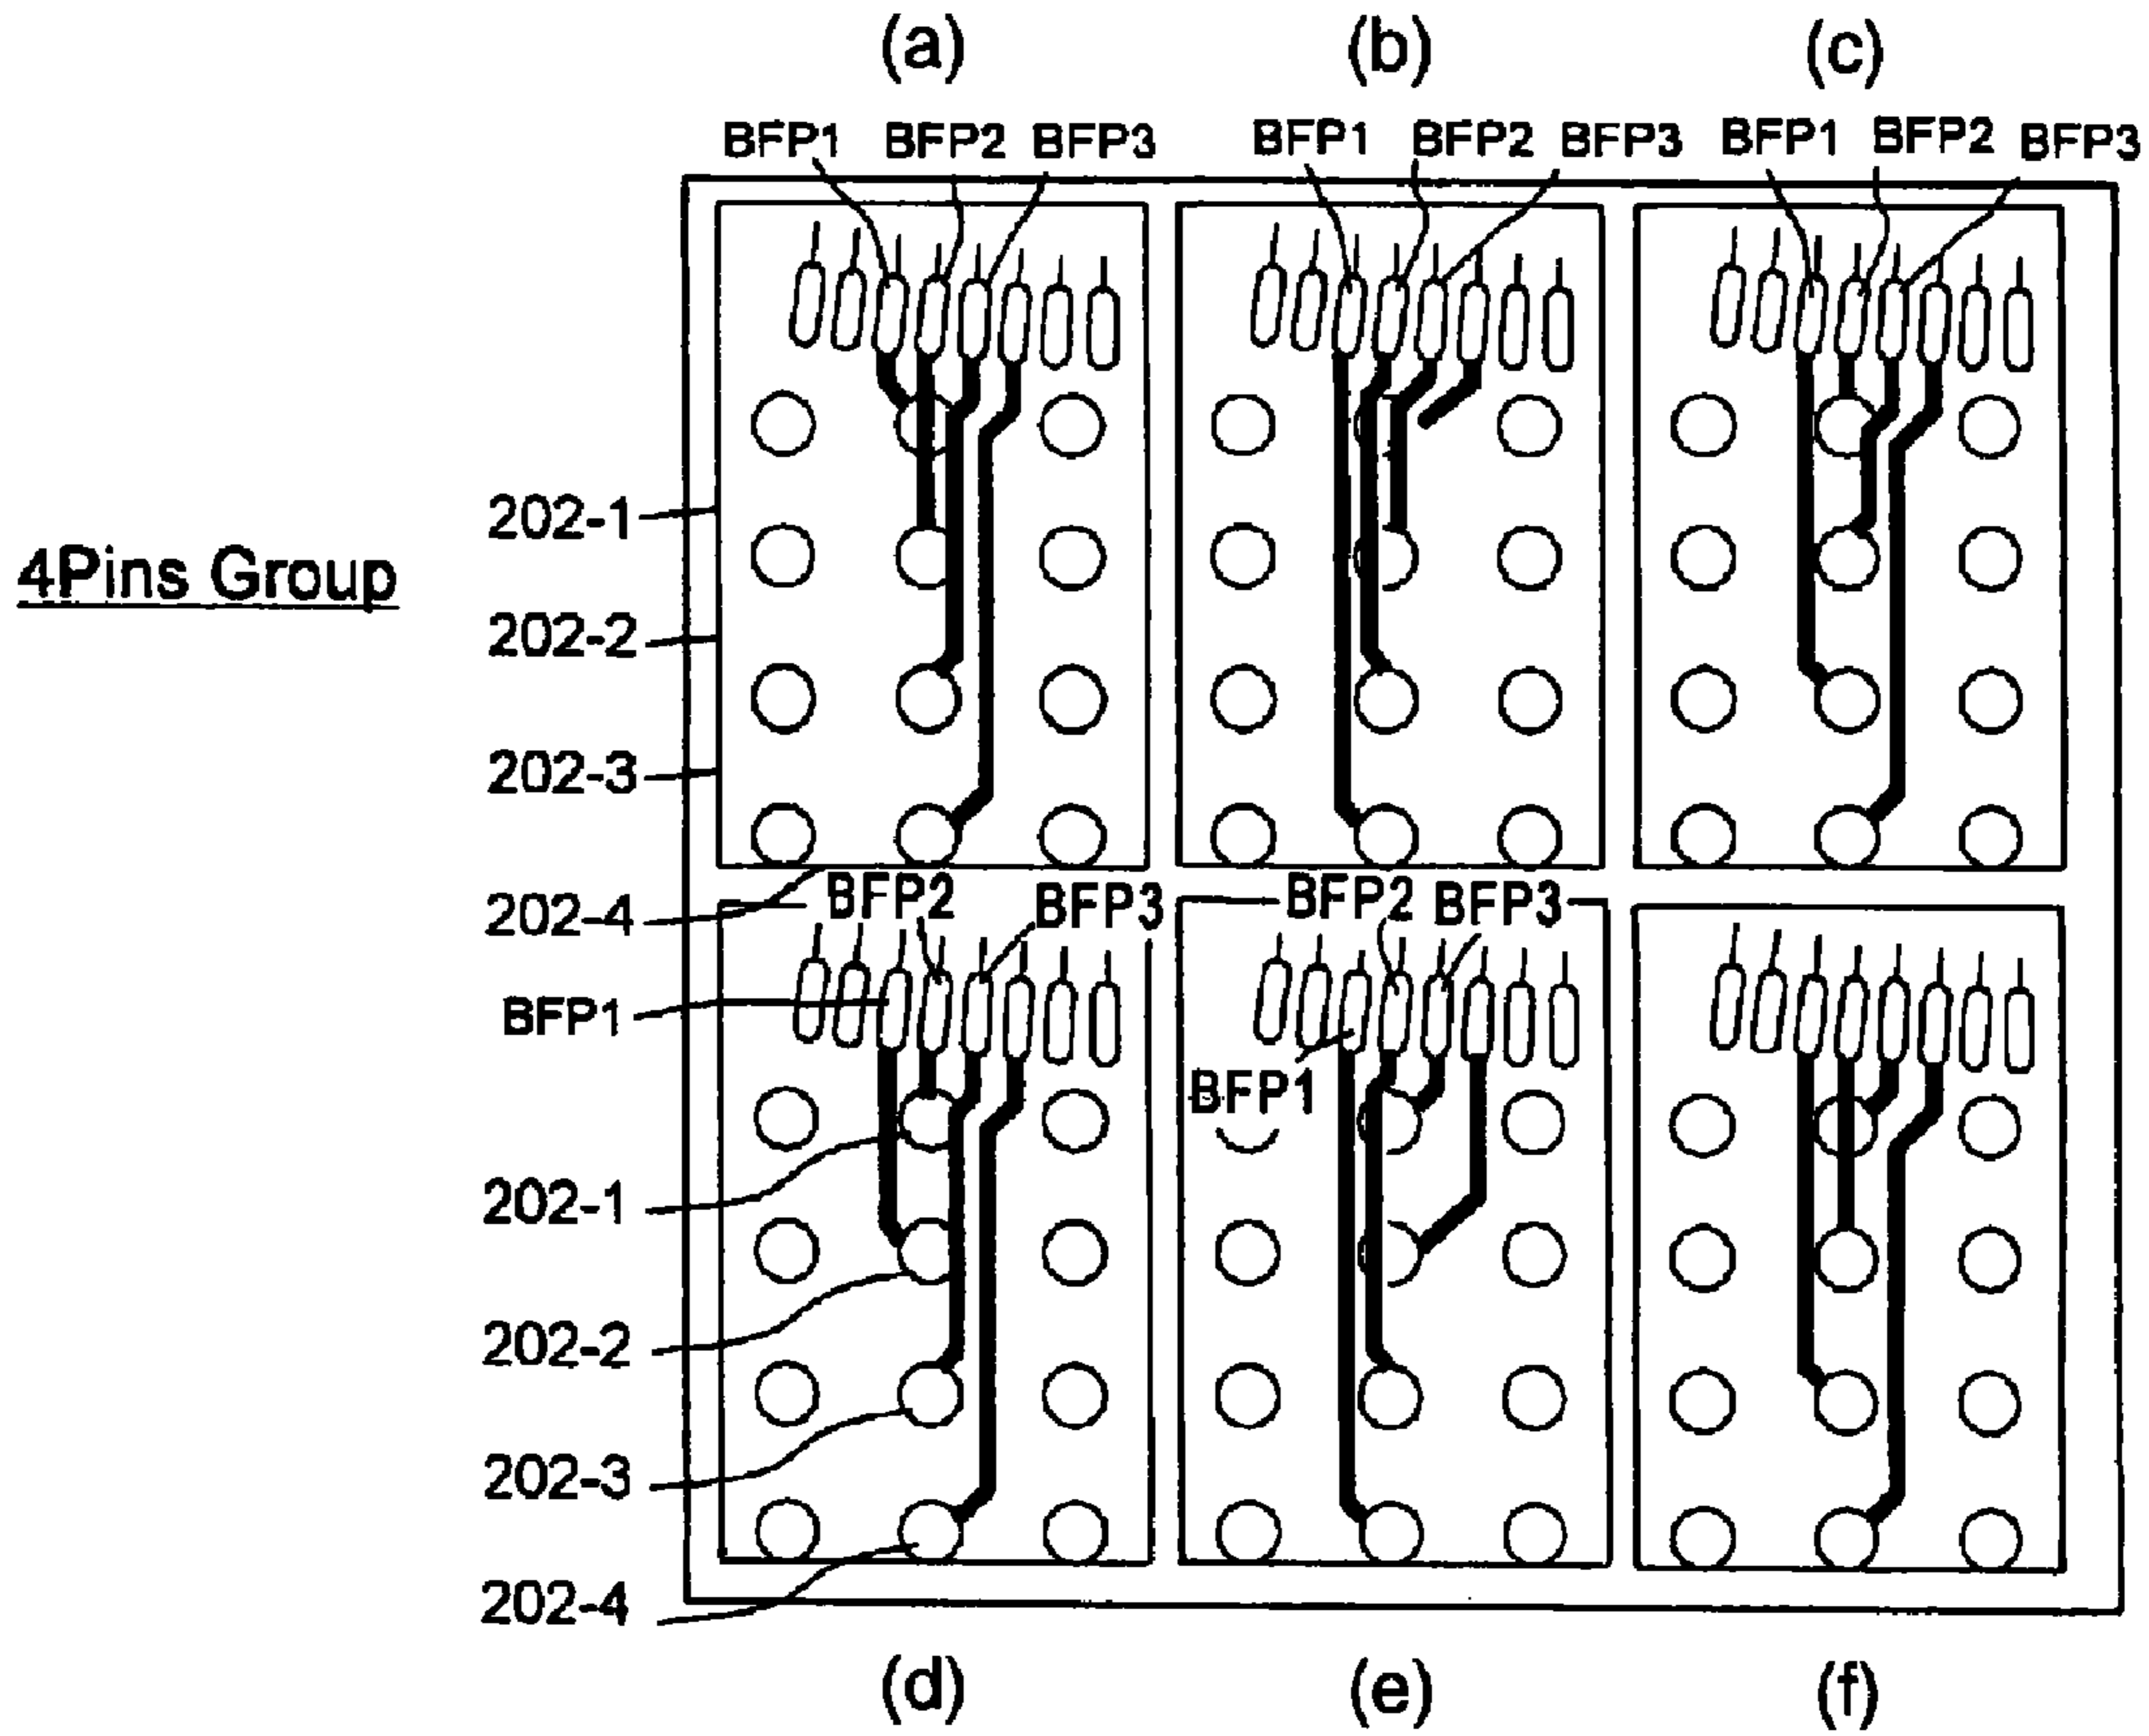 (a) (b) (c)
BFP1 BFP2 BFP3 BFP1 BFP2 BFP3 BFP1 BFP2 BFP3
202-1
4Pins Group
202-2
202-3
202-4
BFP2 BFP3 BFP2 BFP3
BFP1
BFP1
202-1
202-2
202-3
202-4
(d) (e) (f)